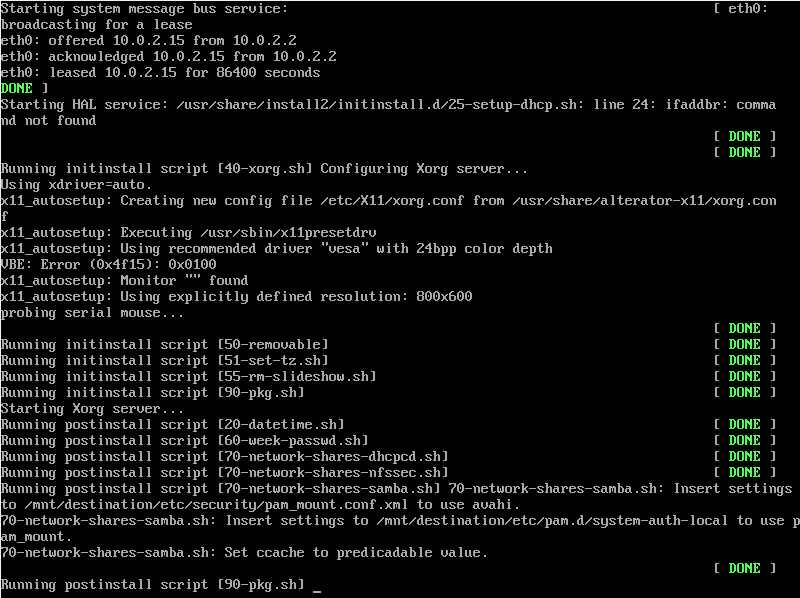 Starting system message bus service: [ eth0:
broadcasting for a lease
eth0: offered 10.0.2.15 from 10.0.2.2
eth0: acknowledged 10.0.2.15 from 10.0.2.2
eth0: leased 10.0.2.15 for 86400 seconds
DONE ]
Starting HAL service: /usr/share/install2/initinstall.d/25-setup-dhcp.sh: line 24: ifaddbr: comma
nd not found
[ DONE ]
[ DONE ]
Running initinstall script [40-xorg.sh] Configuring Xorg server...
Using xdriver=auto.
x11_autosetup: Creating new config file /etc/X11/xorg.conf from /usr/share/alterator-x11/xorg.con
f
x11_autosetup: Executing /usr/sbin/x11presetdrv
x11_autosetup: Using recommended driver "vesa" with 24bpp color depth
VBE: Error (0x4f15): 0x0100
x11_autosetup: Monitor "" found
x11_autosetup: Using explicitly defined resolution: 800x600
probing serial mouse...
[ DONE ]
Running initinstall script [50-removable] [ DONE ]
Running initinstall script [51-set-tz.sh] [ DONE ]
Running initinstall script [55-rm-slideshow.sh] [ DONE ]
Running initinstall script [90-pkg.sh] [ DONE ]
Starting Xorg server...
Running postinstall script [20-datetime.sh] [ DONE ]
Running postinstall script [60-week-passwd.sh] [ DONE ]
Running postinstall script [70-network-shares-dhcpcd.sh] [ DONE ]
Running postinstall script [70-network-shares-nfssec.sh] [ DONE ]
Running postinstall script [70-network-shares-samba.sh] 70-network-shares-samba.sh: Insert settings
to /mnt/destination/etc/security/pam_mount.conf.xml to use avahi.
70-network-shares-samba.sh: Insert settings to /mnt/destination/etc/pam.d/system-auth-local to use p
am_mount.
70-network-shares-samba.sh: Set ccache to predicadable value.
[ DONE ]
Running postinstall script [90-pkg.sh] _